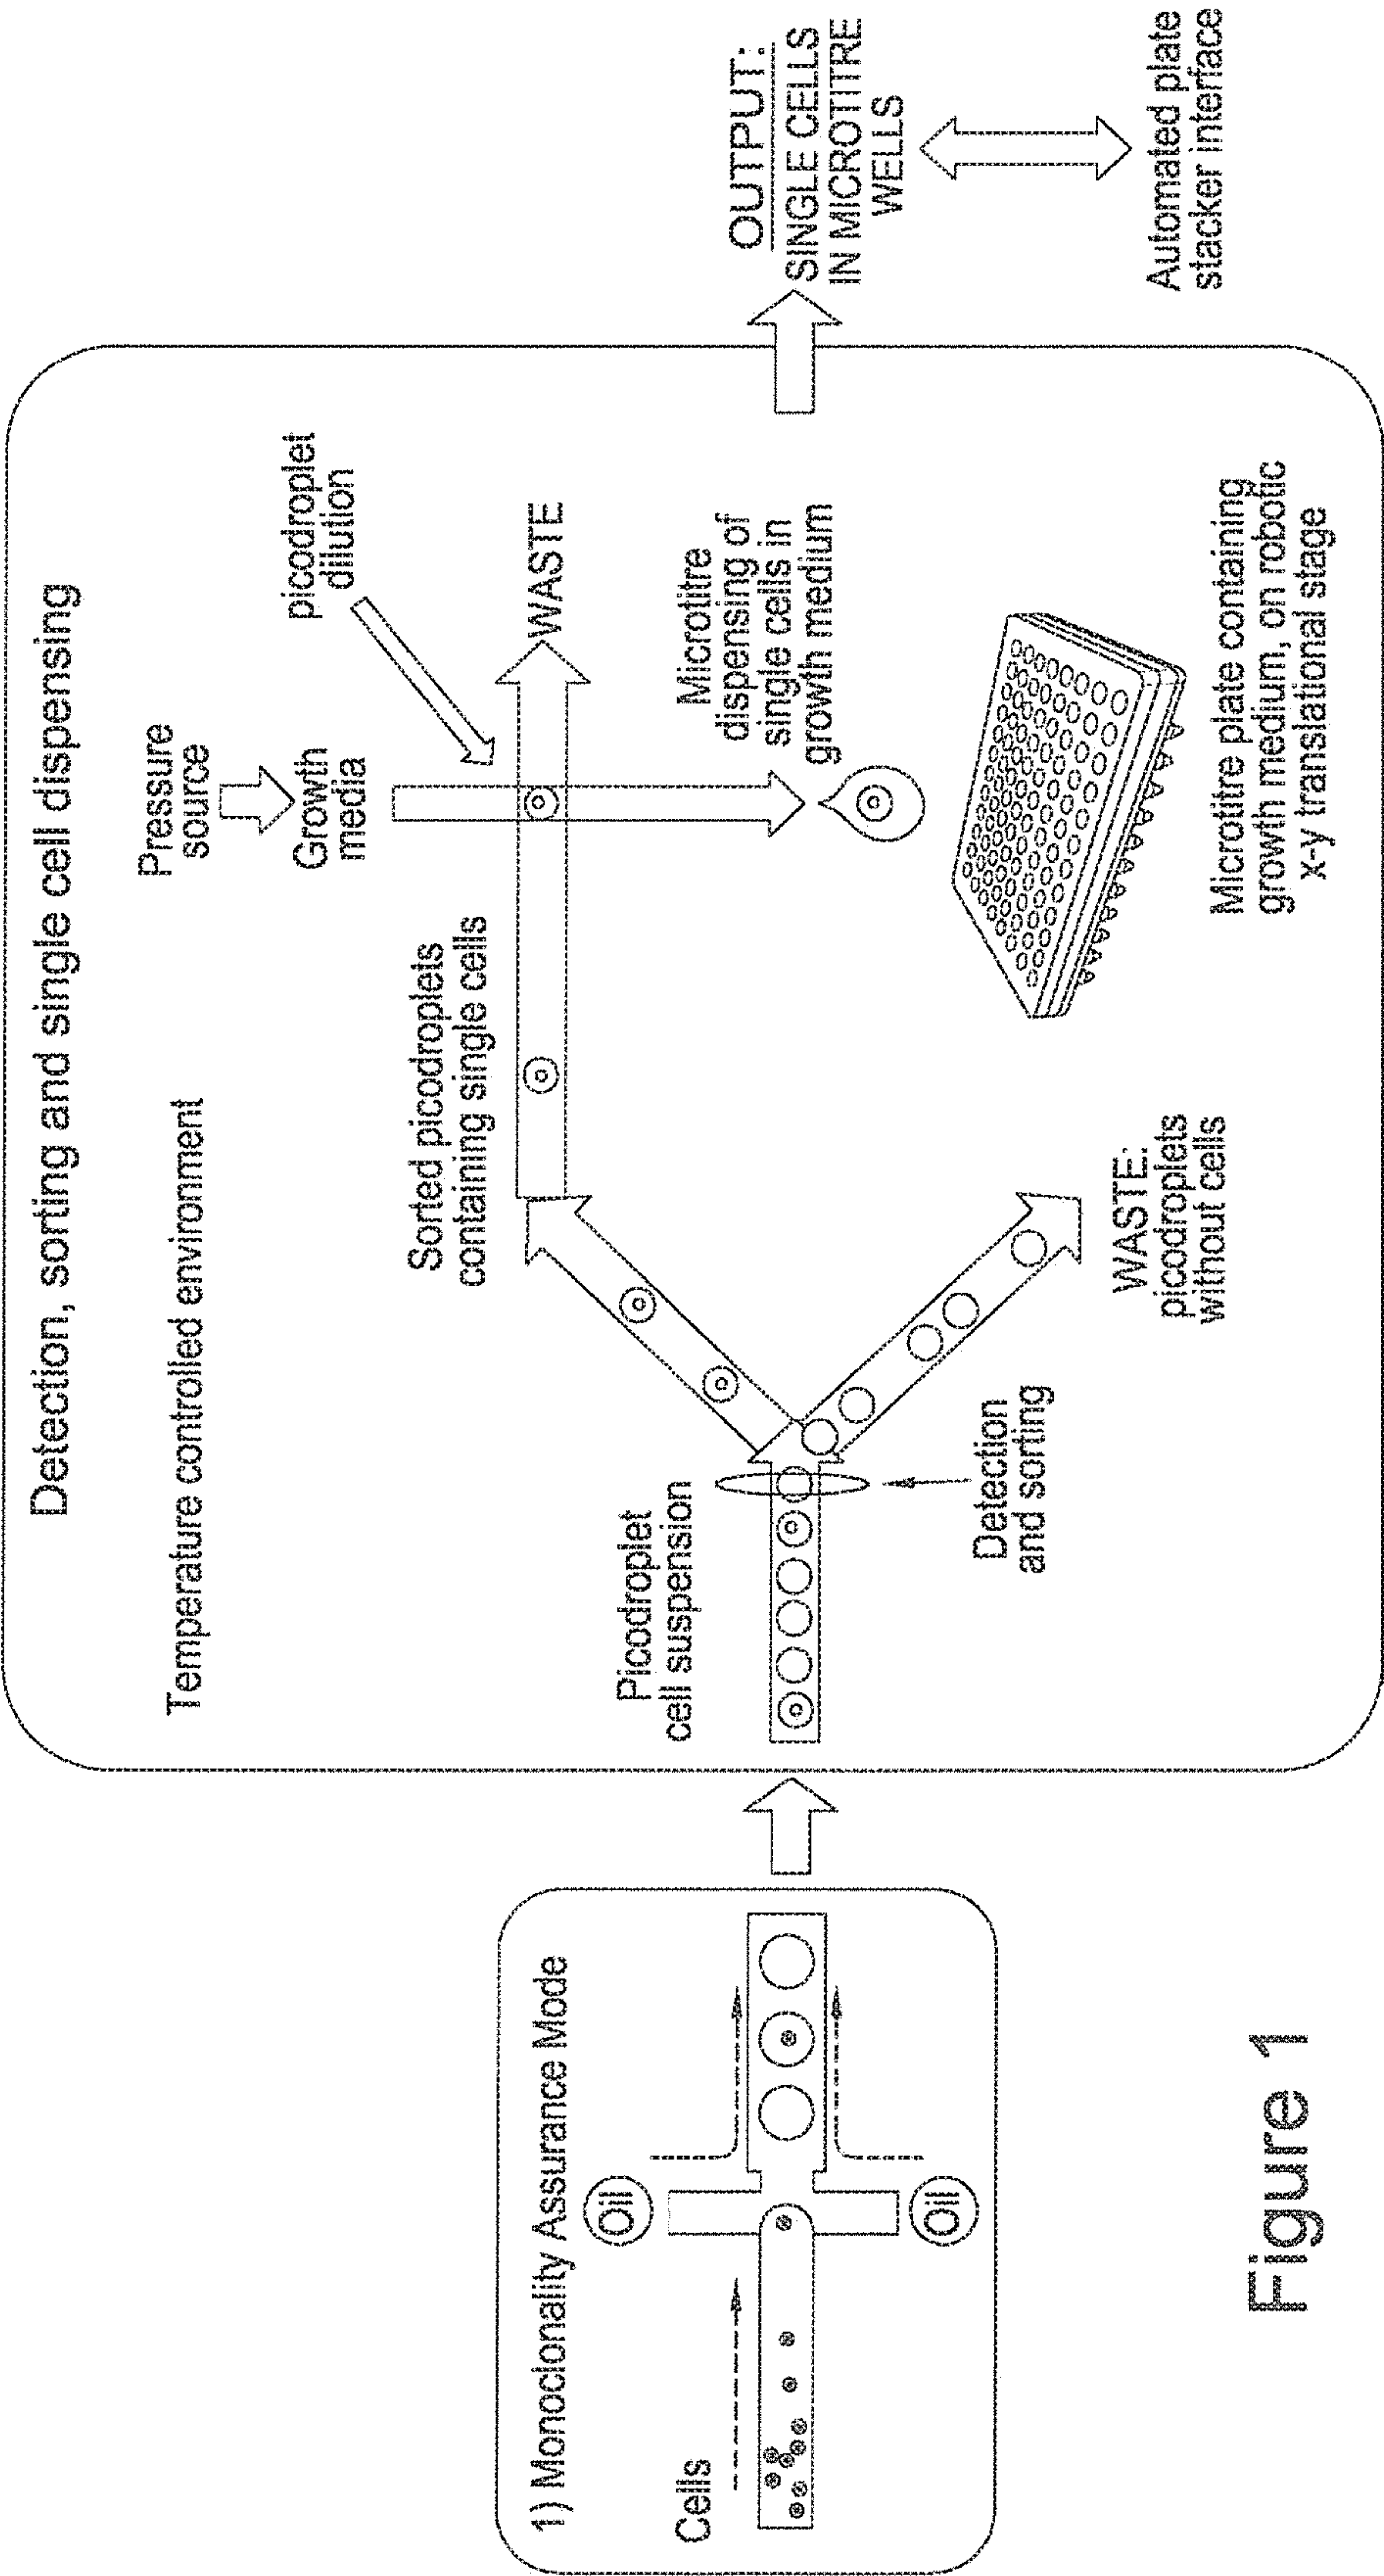 Detection, sorting and single cell dispensing
Temperature controlled environment
Pressure
source
Growth
media
picodroplet
dilution
Sorted picodroplets
containing single cells
WASTE
1) Monoclonality Assurance Mode
Oil
Cells
Oil
Picodroplet
cell suspension
Detection
and sorting
WASTE:
picodroplets
without cells
Microtitre
dispensing of
single cells in
growth medium
Microtitre plate containing
growth medium, on robotic
x-y translational stage
OUTPUT:
SINGLE CELLS
IN MICROTITRE
WELLS
Automated plate
stacker interface
Figure 1